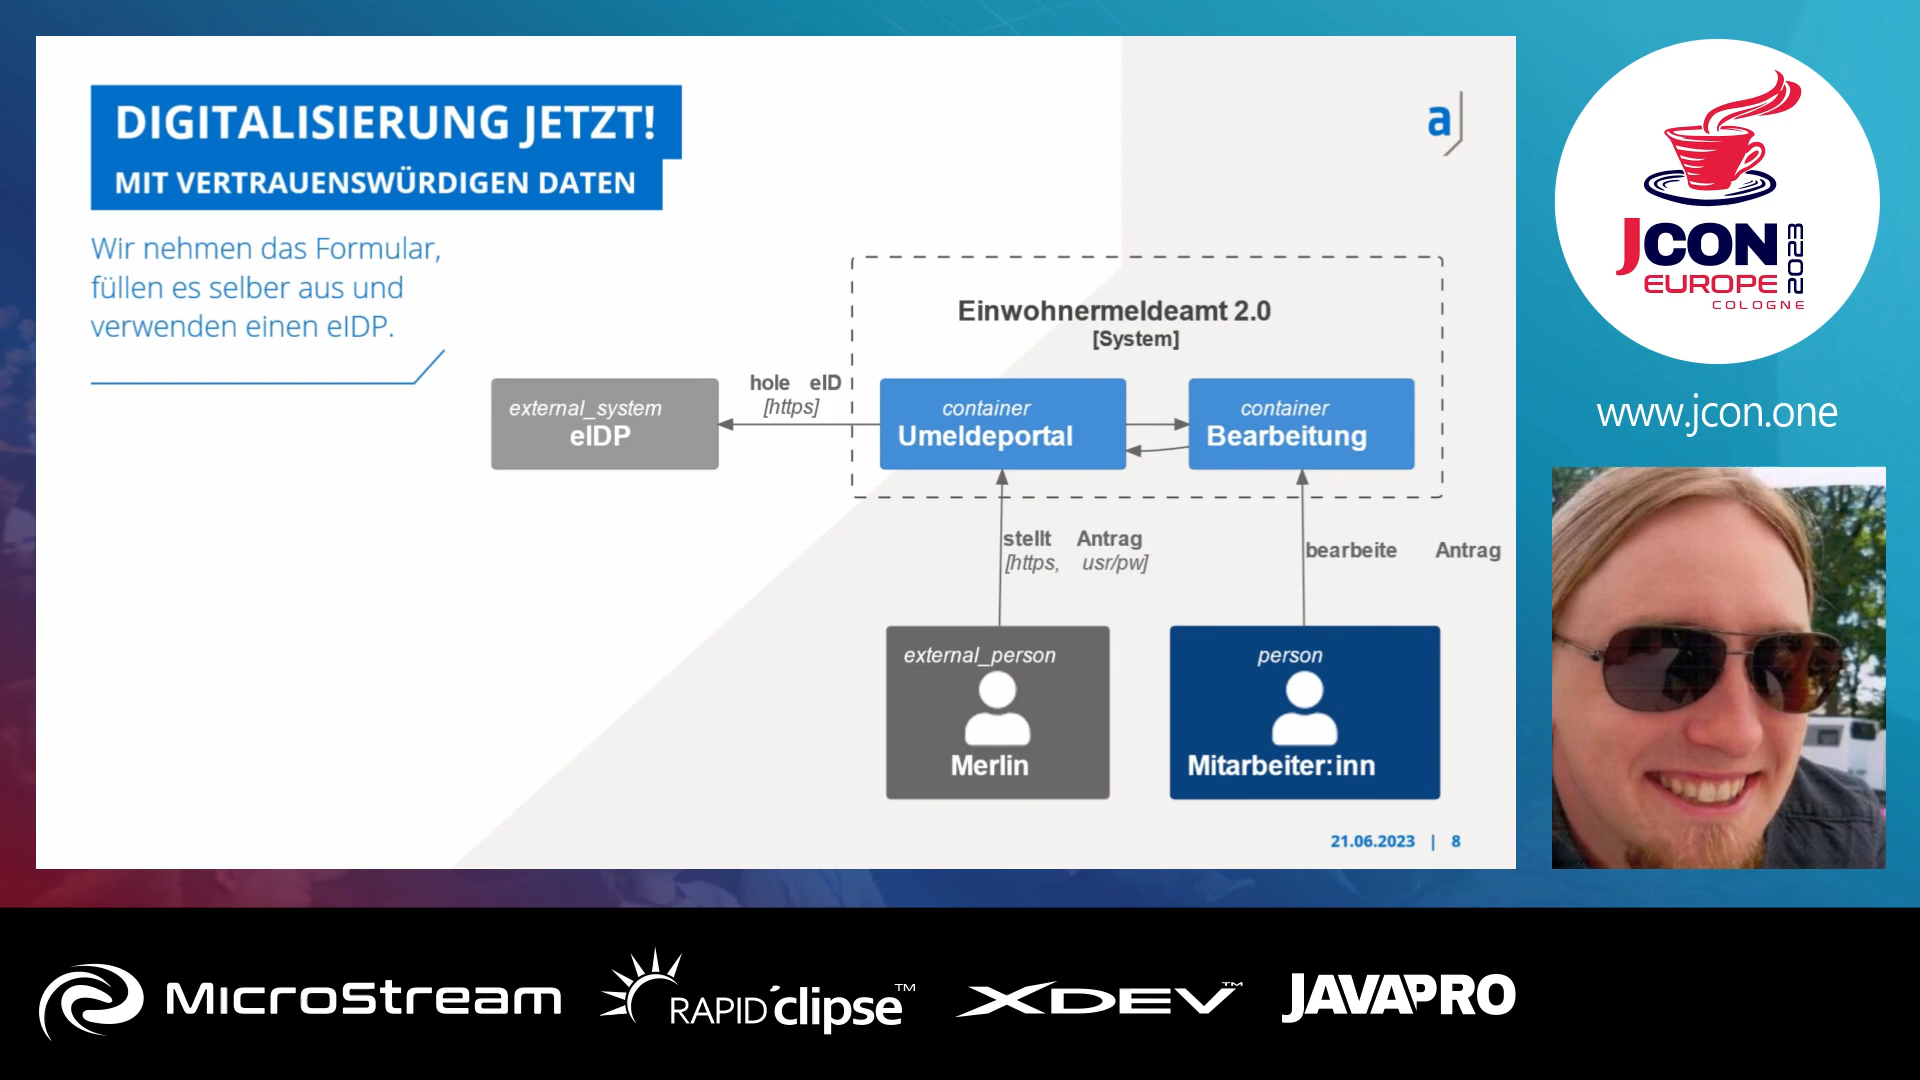 DIGITALISIERUNG JETZT!
MIT VERTRAUENSWÜRDIGEN DATEN
Wir nehmen das Formular,
füllen es selber aus und
verwenden einen eIDP.
a
Einwohnermeldeamt 2.0
[System]
hole eID
[https]
external_system
eIDP
container
Umeldeportal
container
Bearbeitung
stellt Antrag
[https, usr/pw]
bearbeite Antrag
external_person
Merlin
person
Mitarbeiter:inn
21.06.2023 | 8
JCON
EUROPE
COLOGNE
2023
www.jcon.one
MICROSTREAM
RAPID'clipse™
XDEV™
JAVAPRO